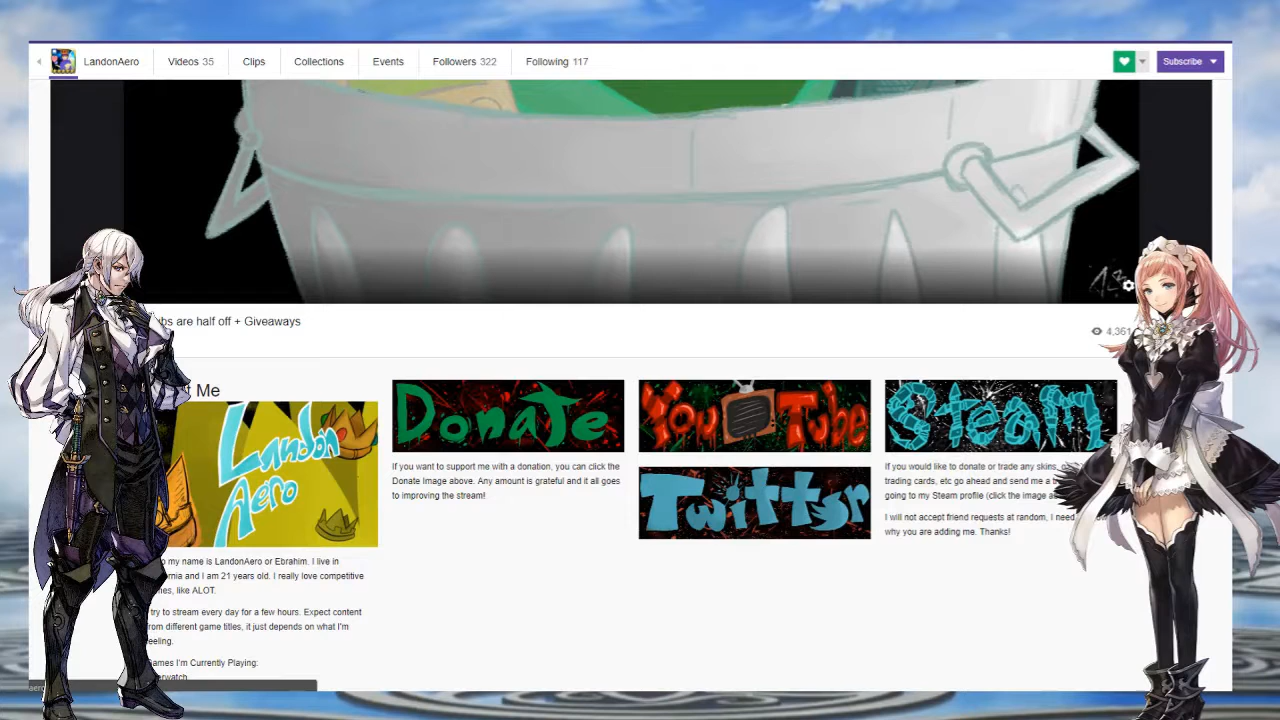 LandonAero Videos 35 Clips Collections Events Followers 322 Following 117 Subscribe
are half off + Giveaways
4,361
Me
Landon
Aero
Donate
YouTube
Steam
If you want to support me with a donation, you can click the
Donate Image above. Any amount is grateful and it all goes
to improving the stream!
Twitter
If you would like to donate or trade any skins,
trading cards, etc go ahead and send me a
going to my Steam profile (click the image
I will not accept friend requests at random, I need
why you are adding me. Thanks!
my name is LandonAero or Ebrahim. I live in
and I am 21 years old. I really love competitive
like ALOT.
try to stream every day for a few hours. Expect content
from different game titles, it just depends on what I'm
Games I'm Currently Playing: